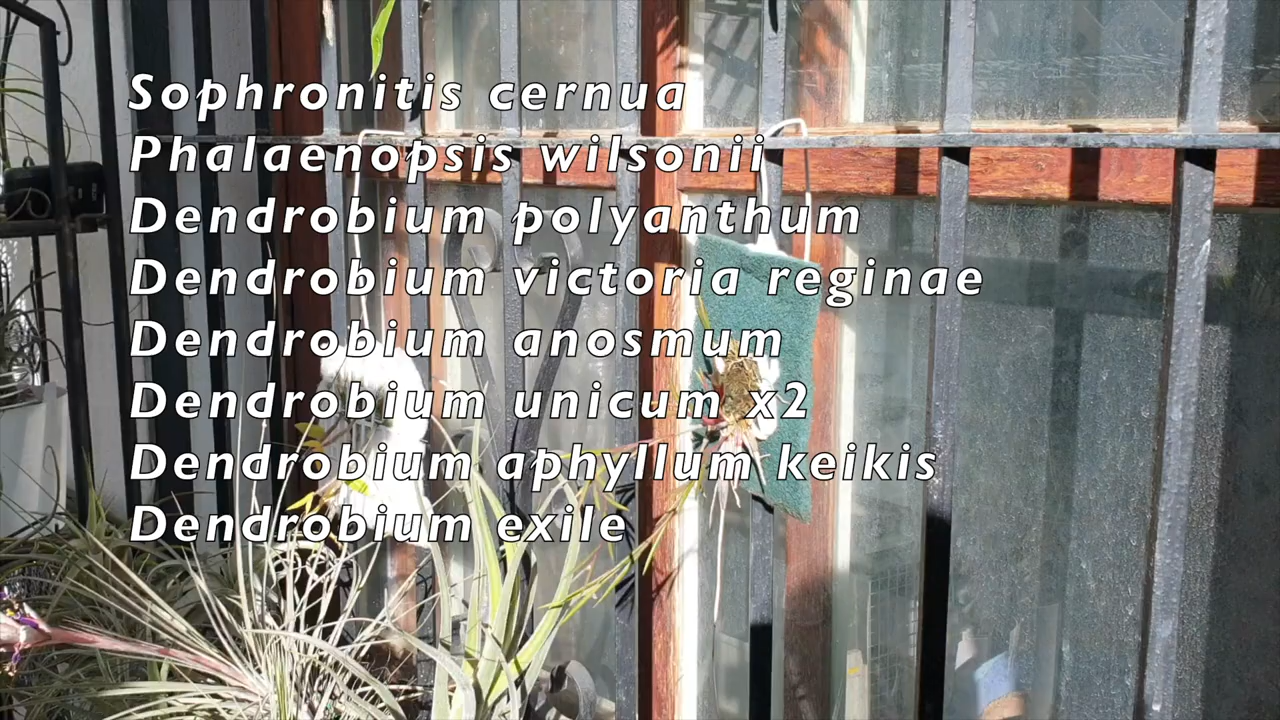 Sophronitis cernua
Phalaenopsis wilsonii
Dendrobium polyanthum
Dendrobium victoria reginae
Dendrobium anosmum
Dendrobium unicum x2
Dendrobium aphyllum keikis
Dendrobium exile